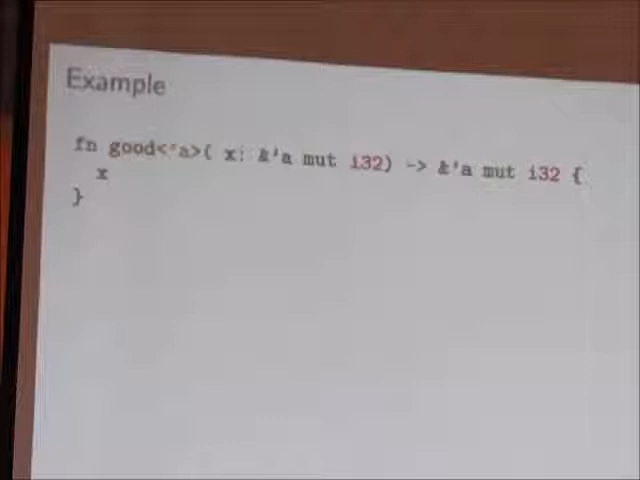 Example
fn good<'a>( x: &'a mut i32) -> &'a mut i32 {
x
}